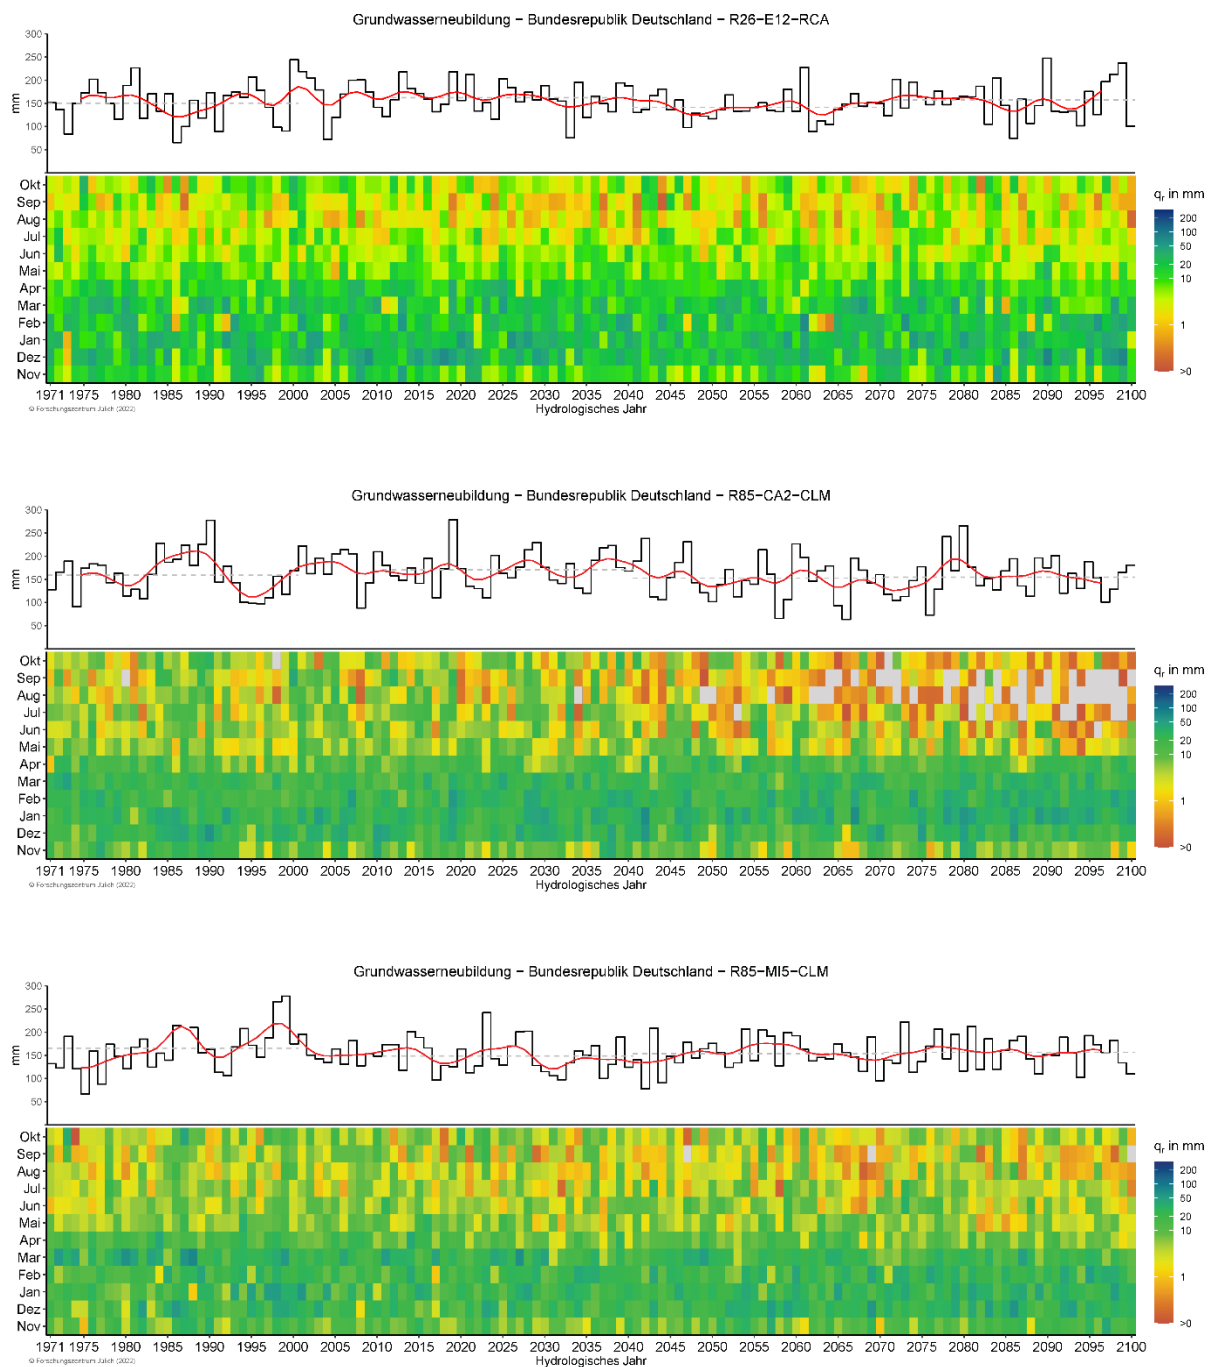 Grundwasserneubildung − Bundesrepublik Deutschland − R26−E12−RCA
300
250
200
150
100
50
mm
Okt
Sep
Aug
Jul
Jun
Mai
Apr
Mar
Feb
Jan
Dez
Nov
1971 1975 1980 1985 1990 1995 2000 2005 2010 2015 2020 2025 2030 2035 2040 2045 2050 2055 2060 2065 2070 2075 2080 2085 2090 2095 2100
Hydrologisches Jahr
© Forschungszentrum Jülich (2022)
qr in mm
200
100
50
20
10
1
>0
Grundwasserneubildung − Bundesrepublik Deutschland − R85−CA2−CLM
300
250
200
150
100
50
mm
Okt
Sep
Aug
Jul
Jun
Mai
Apr
Mar
Feb
Jan
Dez
Nov
1971 1975 1980 1985 1990 1995 2000 2005 2010 2015 2020 2025 2030 2035 2040 2045 2050 2055 2060 2065 2070 2075 2080 2085 2090 2095 2100
Hydrologisches Jahr
© Forschungszentrum Jülich (2022)
qr in mm
200
100
50
20
10
1
>0
Grundwasserneubildung − Bundesrepublik Deutschland − R85−MI5−CLM
300
250
200
150
100
50
mm
Okt
Sep
Aug
Jul
Jun
Mai
Apr
Mar
Feb
Jan
Dez
Nov
1971 1975 1980 1985 1990 1995 2000 2005 2010 2015 2020 2025 2030 2035 2040 2045 2050 2055 2060 2065 2070 2075 2080 2085 2090 2095 2100
Hydrologisches Jahr
© Forschungszentrum Jülich (2022)
qr in mm
200
100
50
20
10
1
>0